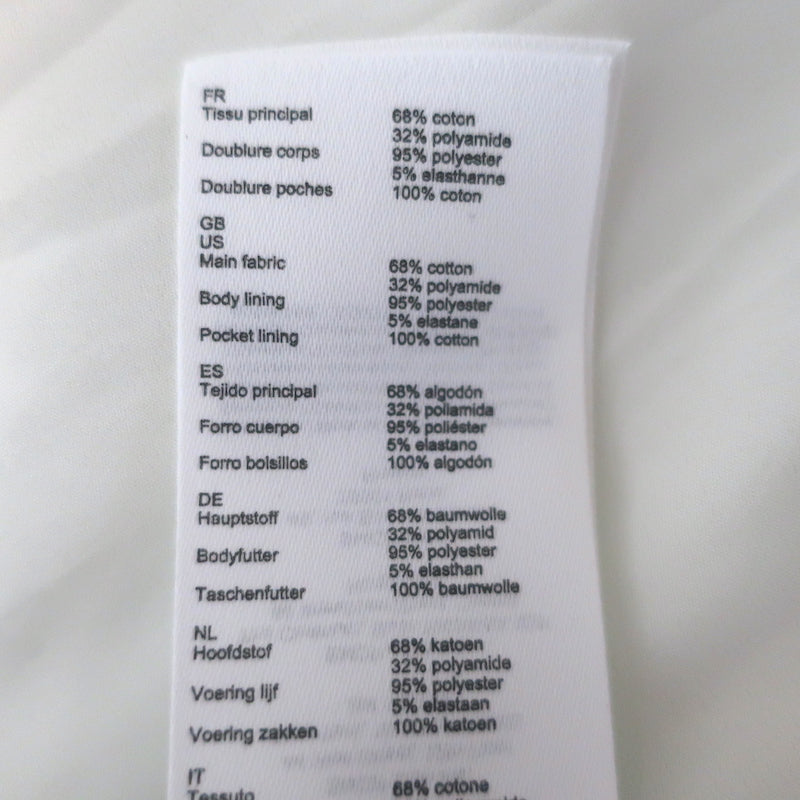 FR
Tissu principal 68% coton
32% polyamide
Doublure corps 95% polyester
5% elasthanne
Doublure poches 100% coton
GB
US
Main fabric 68% cotton
32% polyamide
Body lining 95% polyester
5% elastane
Pocket lining 100% cotton
ES
Tejido principal 68% algodón
32% poliamida
Forro cuerpo 95% poliéster
5% elastano
Forro bolsillos 100% algodón
DE
Hauptstoff 68% baumwolle
32% polyamid
Bodyfutter 95% polyester
5% elasthan
Taschenfutter 100% baumwolle
NL
Hoofdstof 68% katoen
32% polyamide
Voering lijf 95% polyester
5% elastaan
Voering zakken 100% katoen
IT
Tessuto 68% cotone